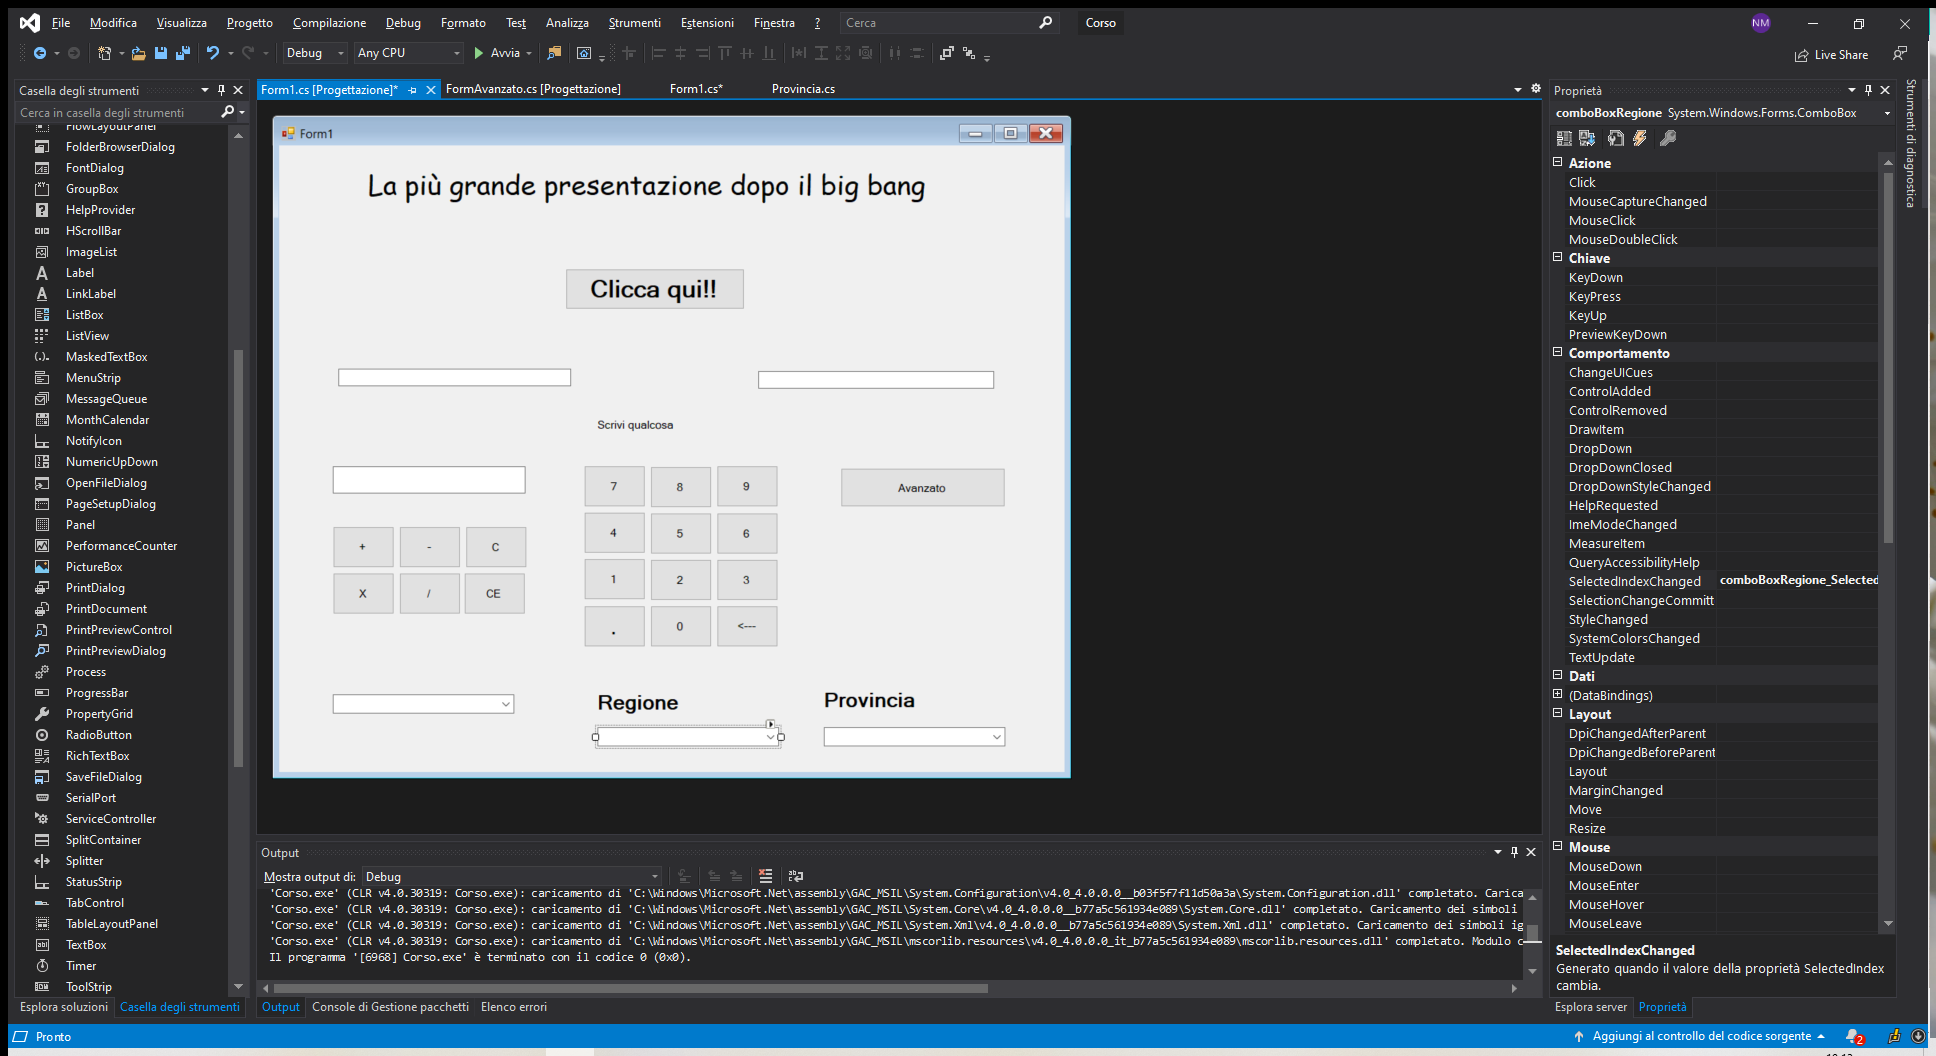 File Modifica Visualizza Progetto Compilazione Debug Formato Test Analizza Strumenti Estensioni Finestra ? Cerca Corso NM
Debug Any CPU Avvia Live Share
Casella degli strumenti
Cerca in casella degli strumenti
FlowLayoutPanel
FolderBrowserDialog
FontDialog
GroupBox
HelpProvider
HScrollBar
ImageList
Label
LinkLabel
ListBox
ListView
MaskedTextBox
MenuStrip
MessageQueue
MonthCalendar
NotifyIcon
NumericUpDown
OpenFileDialog
PageSetupDialog
Panel
PerformanceCounter
PictureBox
PrintDialog
PrintDocument
PrintPreviewControl
PrintPreviewDialog
Process
ProgressBar
PropertyGrid
RadioButton
RichTextBox
SaveFileDialog
SerialPort
ServiceController
SplitContainer
Splitter
StatusStrip
TabControl
TableLayoutPanel
TextBox
Timer
ToolStrip
Esplora soluzioni Casella degli strumenti
Form1.cs [Progettazione]* FormAvanzato.cs [Progettazione] Form1.cs* Provincia.cs
Form1
La più grande presentazione dopo il big bang
Clicca qui!!
Scrivi qualcosa
7 8 9 Avanzato
4 5 6
+ - C
1 2 3
X / CE
. 0 <---
Regione Provincia
Output
Mostra output di: Debug
'Corso.exe' (CLR v4.0.30319: Corso.exe): caricamento di 'C:\Windows\Microsoft.Net\assembly\GAC_MSIL\System.Configuration\v4.0_4.0.0.0__b03f5f7f11d50a3a\System.Configuration.dll' completato. Carica
'Corso.exe' (CLR v4.0.30319: Corso.exe): caricamento di 'C:\Windows\Microsoft.Net\assembly\GAC_MSIL\System.Core\v4.0_4.0.0.0__b77a5c561934e089\System.Core.dll' completato. Caricamento dei simboli
'Corso.exe' (CLR v4.0.30319: Corso.exe): caricamento di 'C:\Windows\Microsoft.Net\assembly\GAC_MSIL\System.Xml\v4.0_4.0.0.0__b77a5c561934e089\System.Xml.dll' completato. Caricamento dei simboli ig
'Corso.exe' (CLR v4.0.30319: Corso.exe): caricamento di 'C:\Windows\Microsoft.Net\assembly\GAC_MSIL\mscorlib.resources\v4.0_4.0.0.0_it_b77a5c561934e089\mscorlib.resources.dll' completato. Modulo c
Il programma '[6968] Corso.exe' è terminato con il codice 0 (0x0).
Output Console di Gestione pacchetti Elenco errori
Proprietà
comboBoxRegione System.Windows.Forms.ComboBox
Azione
Click
MouseCaptureChanged
MouseClick
MouseDoubleClick
Chiave
KeyDown
KeyPress
KeyUp
PreviewKeyDown
Comportamento
ChangeUICues
ControlAdded
ControlRemoved
DrawItem
DropDown
DropDownClosed
DropDownStyleChanged
HelpRequested
ImeModeChanged
MeasureItem
QueryAccessibilityHelp
SelectedIndexChanged comboBoxRegione_Selected
SelectionChangeCommitt
StyleChanged
SystemColorsChanged
TextUpdate
Dati
(DataBindings)
Layout
DpiChangedAfterParent
DpiChangedBeforeParent
Layout
MarginChanged
Move
Resize
Mouse
MouseDown
MouseEnter
MouseHover
MouseLeave
SelectedIndexChanged
Generato quando il valore della proprietà SelectedIndex
cambia.
Esplora server Proprietà
Strumenti di diagnostica
Pronto Aggiungi al controllo del codice sorgente 2